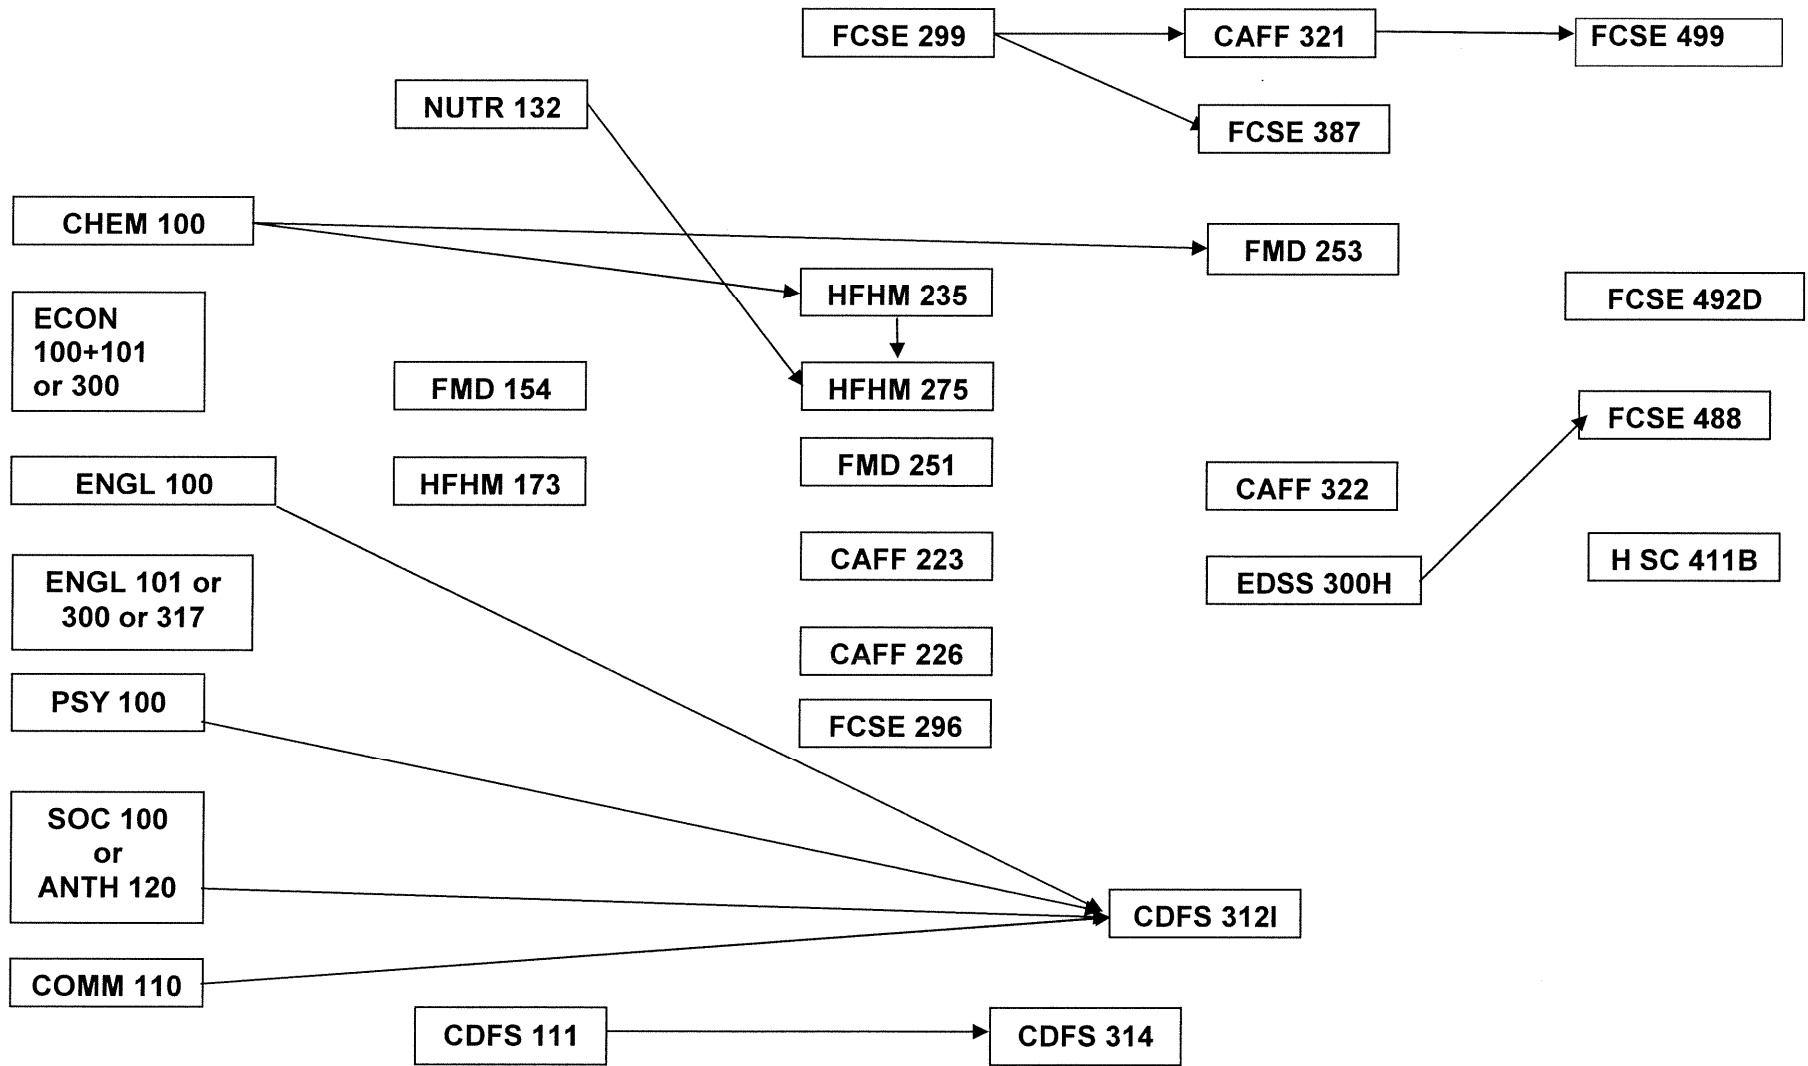 FCSE 299
CAFF 321
FCSE 499
NUTR 132
FCSE 387
CHEM 100
FMD 253
HFHM 235
FCSE 492D
ECON
100+101
or 300
FMD 154
HFHM 275
FCSE 488
FMD 251
ENGL 100
HFHM 173
CAFF 322
CAFF 223
H SC 411B
ENGL 101 or
300 or 317
EDSS 300H
CAFF 226
PSY 100
FCSE 296
SOC 100
or
ANTH 120
CDFS 312I
COMM 110
CDFS 111
CDFS 314